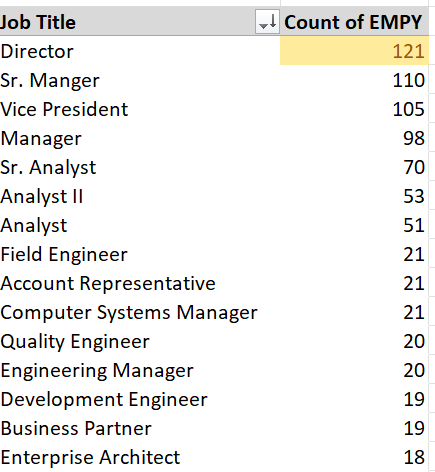 Job Title Count of EMPY
Director 121
Sr. Manger 110
Vice President 105
Manager 98
Sr. Analyst 70
Analyst II 53
Analyst 51
Field Engineer 21
Account Representative 21
Computer Systems Manager 21
Quality Engineer 20
Engineering Manager 20
Development Engineer 19
Business Partner 19
Enterprise Architect 18